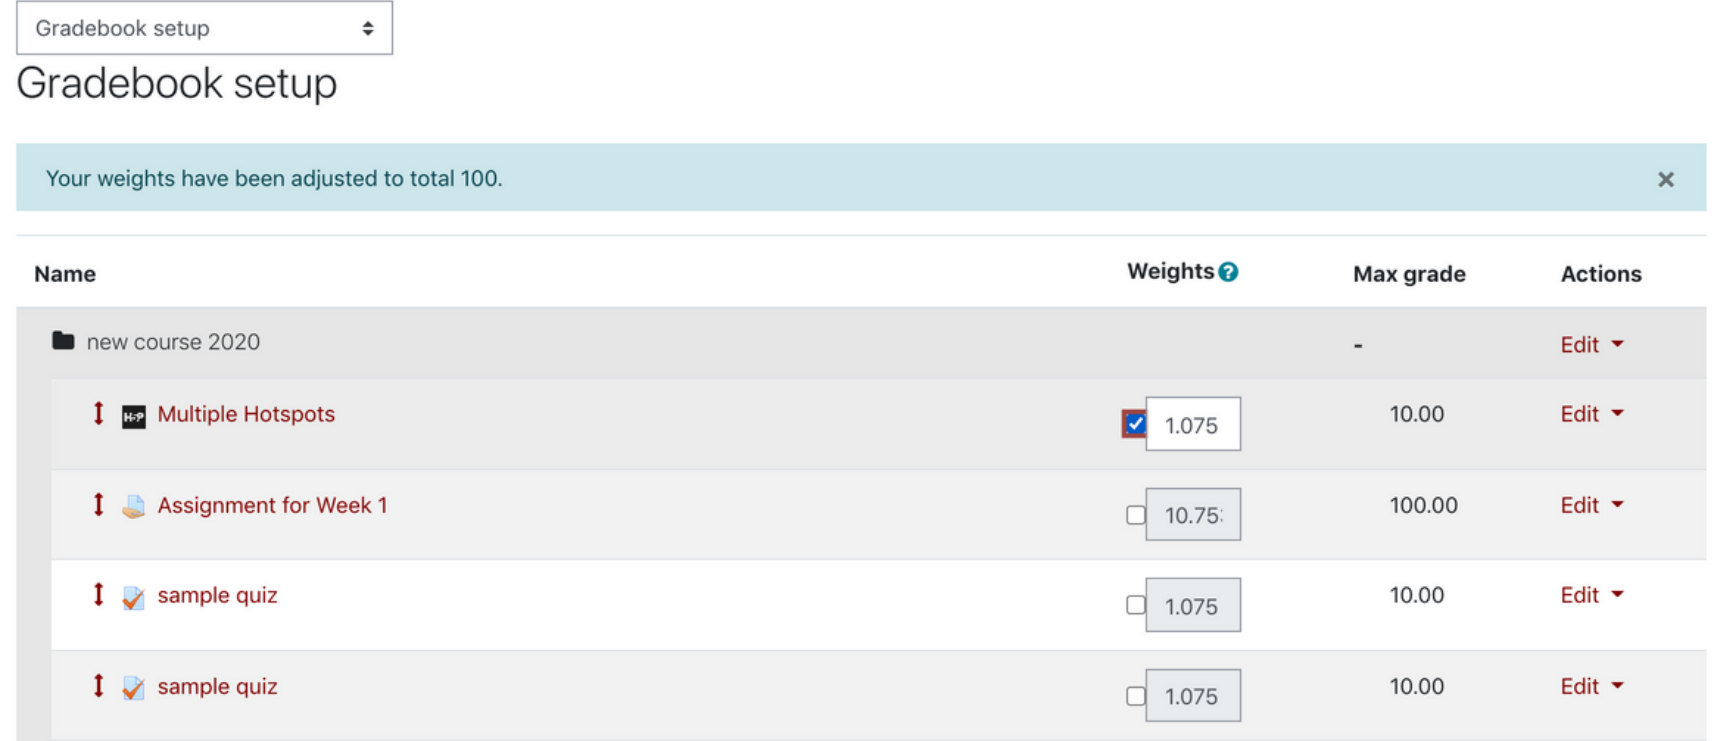 Gradebook setup
Gradebook setup
Your weights have been adjusted to total 100. ×
Name Weights ? Max grade Actions
new course 2020 - Edit
H-P Multiple Hotspots 1.075 10.00 Edit
Assignment for Week 1 10.75 100.00 Edit
sample quiz 1.075 10.00 Edit
sample quiz 1.075 10.00 Edit